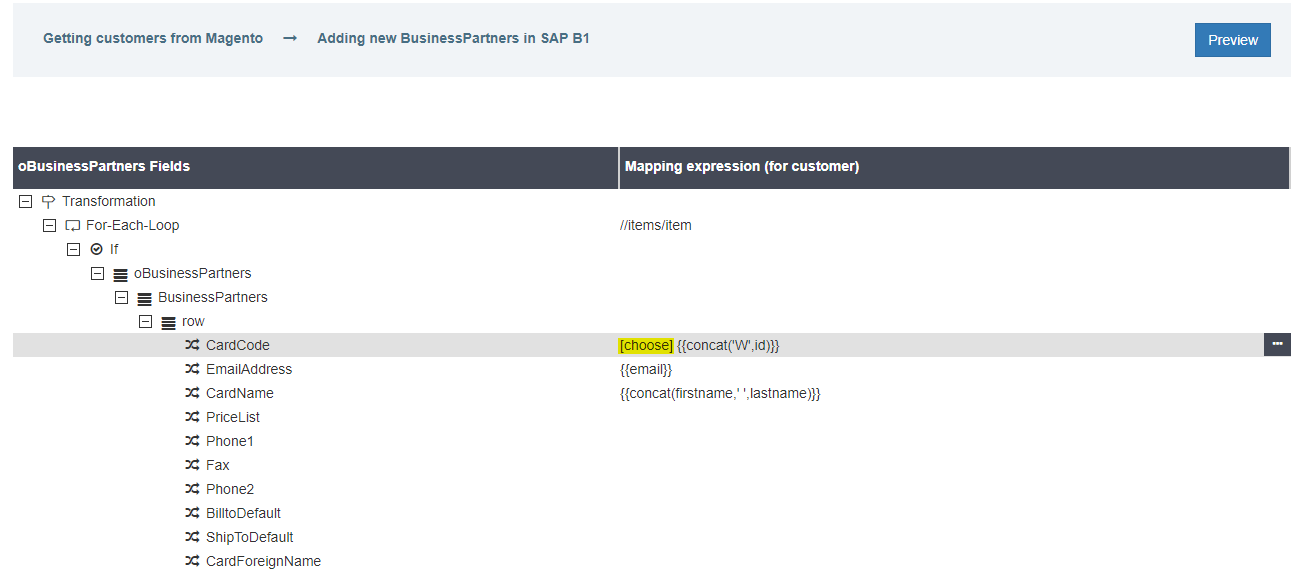 Getting customers from Magento → Adding new BusinessPartners in SAP B1
Preview
oBusinessPartners Fields Mapping expression (for customer)
Transformation
For-Each-Loop //items/item
If
oBusinessPartners
BusinessPartners
row
CardCode [choose] {{concat('W',id)}}
EmailAddress {{email}}
CardName {{concat(firstname,' ',lastname)}}
PriceList
Phone1
Fax
Phone2
BilltoDefault
ShipToDefault
CardForeignName